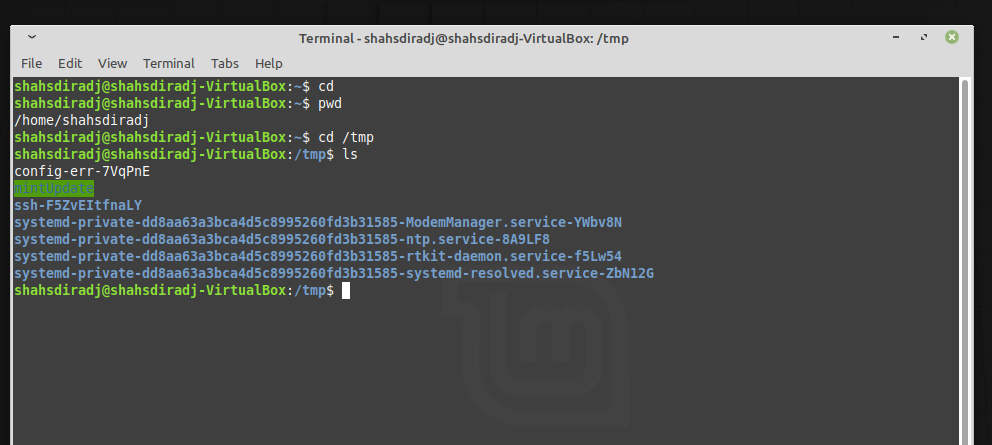 Terminal - shahsdiradj@shahsdiradj-VirtualBox: /tmp
File Edit View Terminal Tabs Help
shahsdiradj@shahsdiradj-VirtualBox:~$ cd
shahsdiradj@shahsdiradj-VirtualBox:~$ pwd
/home/shahsdiradj
shahsdiradj@shahsdiradj-VirtualBox:~$ cd /tmp
shahsdiradj@shahsdiradj-VirtualBox:/tmp$ ls
config-err-7VqPnE
mintUpdate
ssh-F5ZvEItfnaLY
systemd-private-dd8aa63a3bca4d5c8995260fd3b31585-ModemManager.service-YWbv8N
systemd-private-dd8aa63a3bca4d5c8995260fd3b31585-ntp.service-8A9LF8
systemd-private-dd8aa63a3bca4d5c8995260fd3b31585-rtkit-daemon.service-f5Lw54
systemd-private-dd8aa63a3bca4d5c8995260fd3b31585-systemd-resolved.service-ZbN12G
shahsdiradj@shahsdiradj-VirtualBox:/tmp$